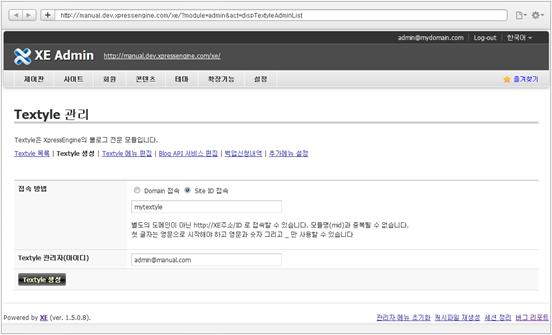 http://manual.dev.xpressengine.com/xe/?module=admin&act=dispTextyleAdminList
admin@mydomain.com | Log-out | 한국어
XE Admin http://manual.dev.xpressengine.com/xe/
제어판 사이트 회원 콘텐츠 테마 확장기능 설정 즐겨찾기
Textyle 관리
Textyle은 XpressEngine의 블로그 전문 모듈입니다.
Textyle 목록 | Textyle 생성 | Textyle 메뉴 편집 | Blog API 서비스 편집 | 백업신청내역 | 추가메뉴 설정
접속 방법 Domain 접속 Site ID 접속
mytextyle
별도의 도메인이 아닌 http://XE주소/ID 로 접속할 수 있습니다. 모듈명(mid)과 중복될 수 없습니다.
첫 글자는 영문으로 시작해야 하고 영문과 숫자 그리고 _ 만 사용할 수 있습니다
Textyle 관리자(아이디) admin@manual.com
Textyle 생성
Powered by XE (ver. 1.5.0.8). 관리자 메뉴 초기화 캐시파일 재생성 세션 정리 버그 리포트